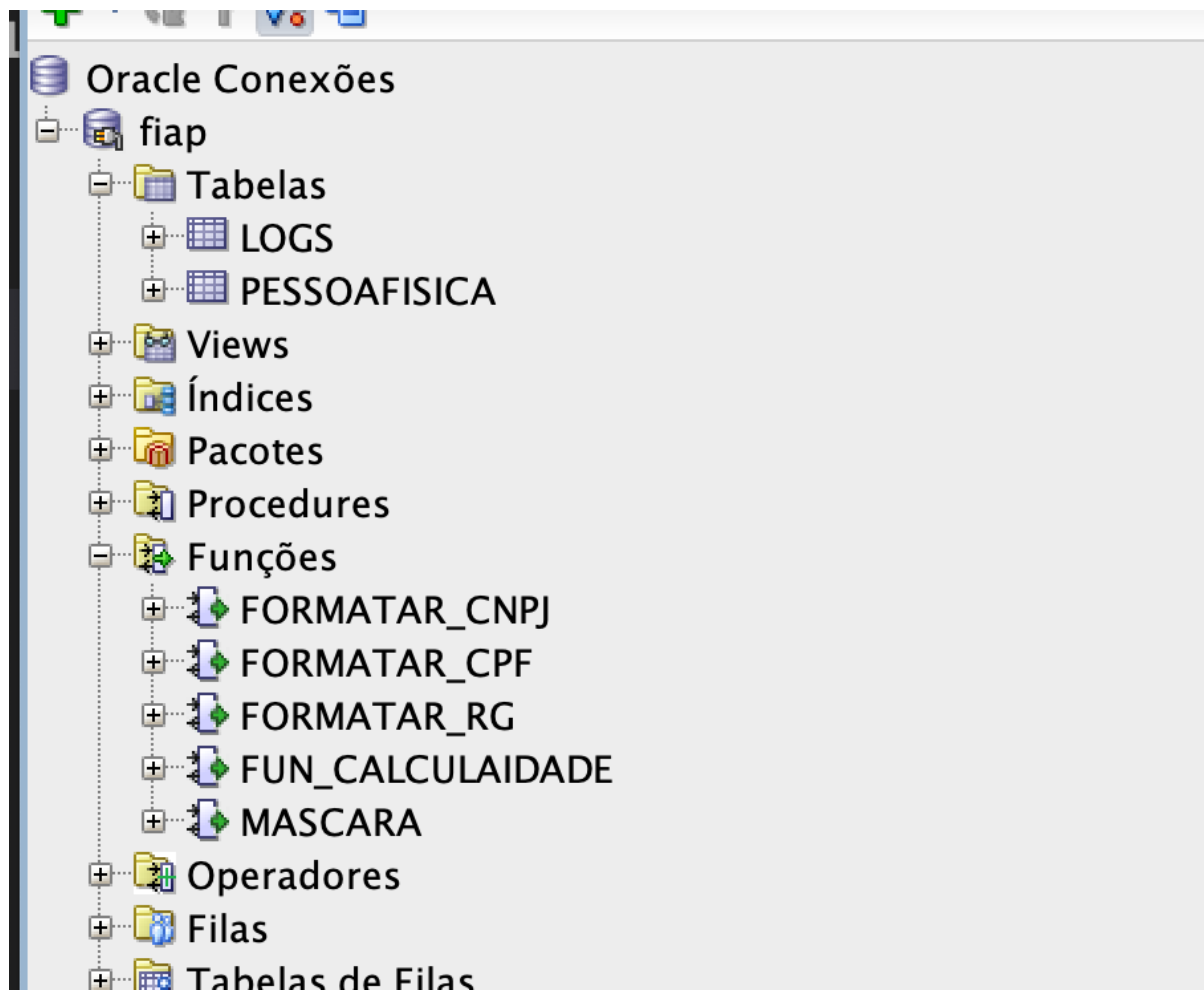 Oracle Conexões
fiap
Tabelas
LOGS
PESSOAFISICA
Views
Índices
Pacotes
Procedures
Funções
FORMATAR_CNPJ
FORMATAR_CPF
FORMATAR_RG
FUN_CALCULAIDADE
MASCARA
Operadores
Filas
Tabelas de Filas